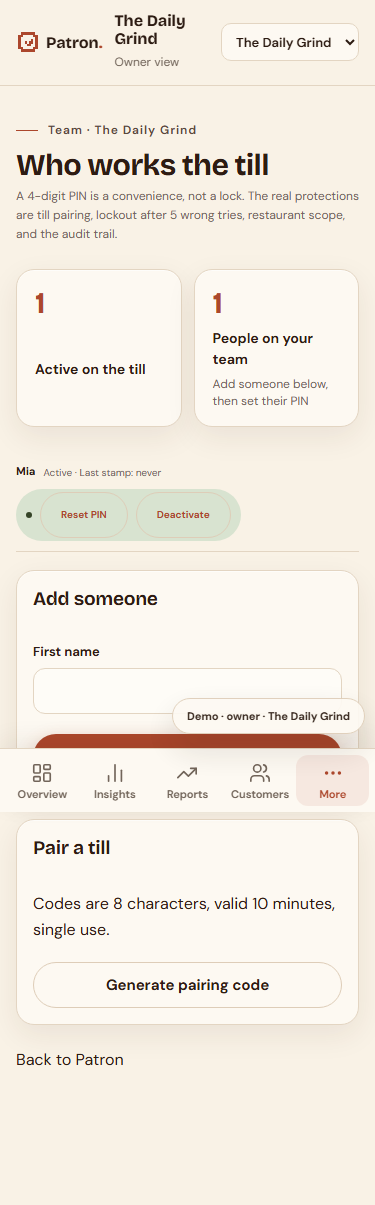 Patron.
The Daily
Grind
Owner view
The Daily Grind
Team · The Daily Grind
Who works the till
A 4-digit PIN is a convenience, not a lock. The real protections
are till pairing, lockout after 5 wrong tries, restaurant scope,
and the audit trail.
1
Active on the till
1
People on your
team
Add someone below,
then set their PIN
Mia Active · Last stamp: never
Reset PIN
Deactivate
Add someone
First name
Demo · owner · The Daily Grind
Overview
Insights
Reports
Customers
More
Pair a till
Codes are 8 characters, valid 10 minutes,
single use.
Generate pairing code
Back to Patron